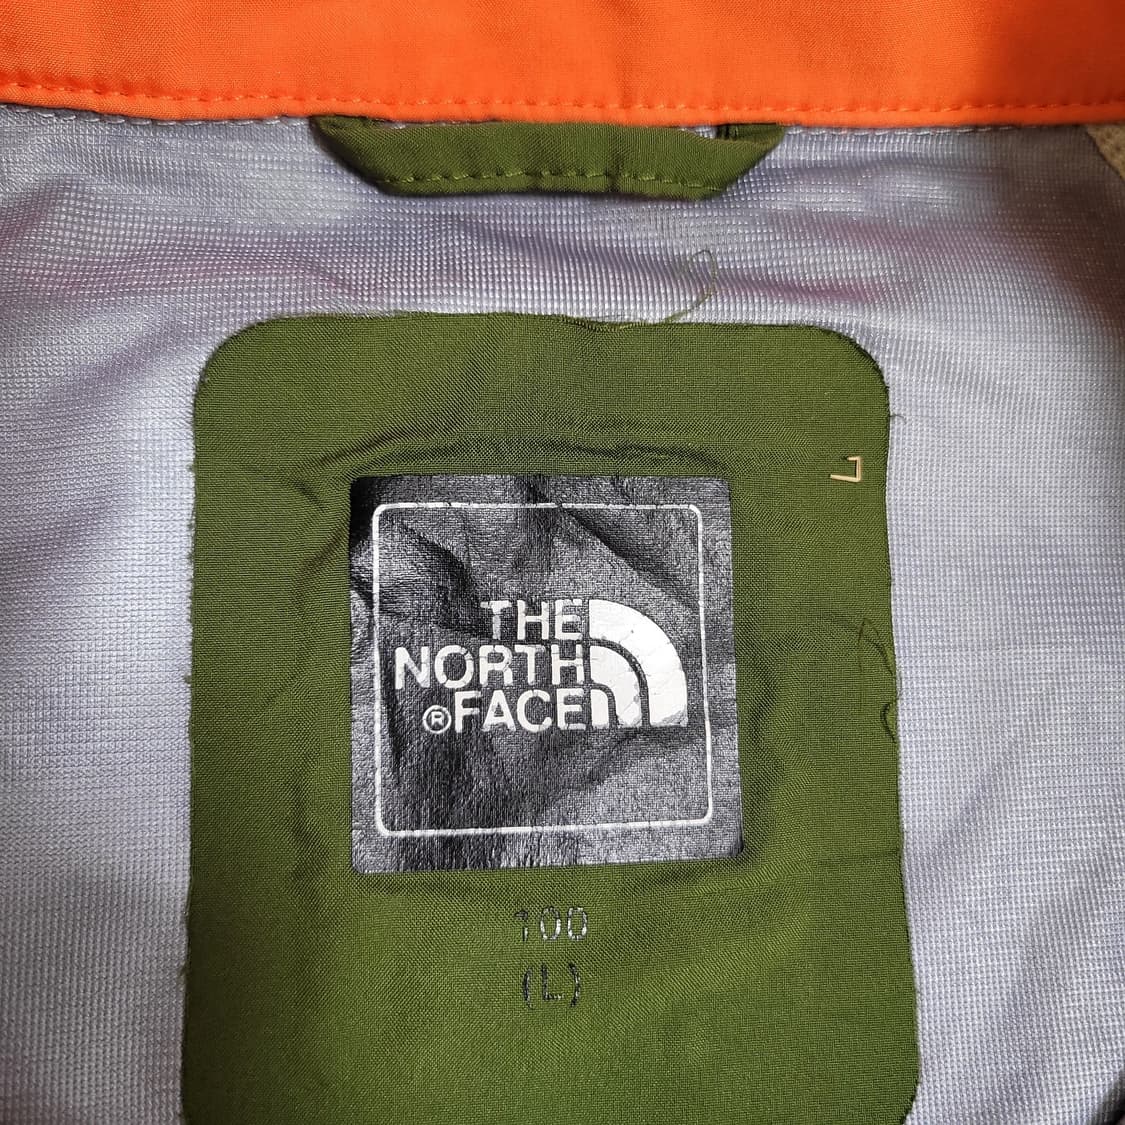 THE
NORTH
®FACE
100
(L)